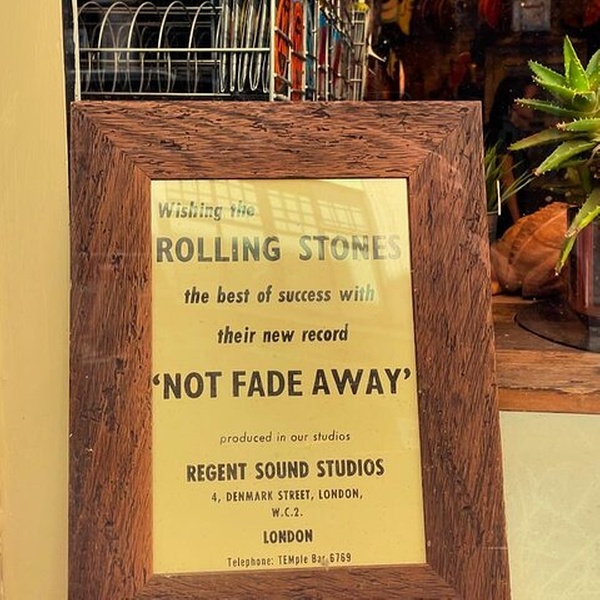 Wishing the
ROLLING STONES
the best of success with
their new record
'NOT FADE AWAY'
produced in our studios
REGENT SOUND STUDIOS
4, DENMARK STREET, LONDON,
W.C.2.
LONDON
Telephone: TEMple Bar 6769